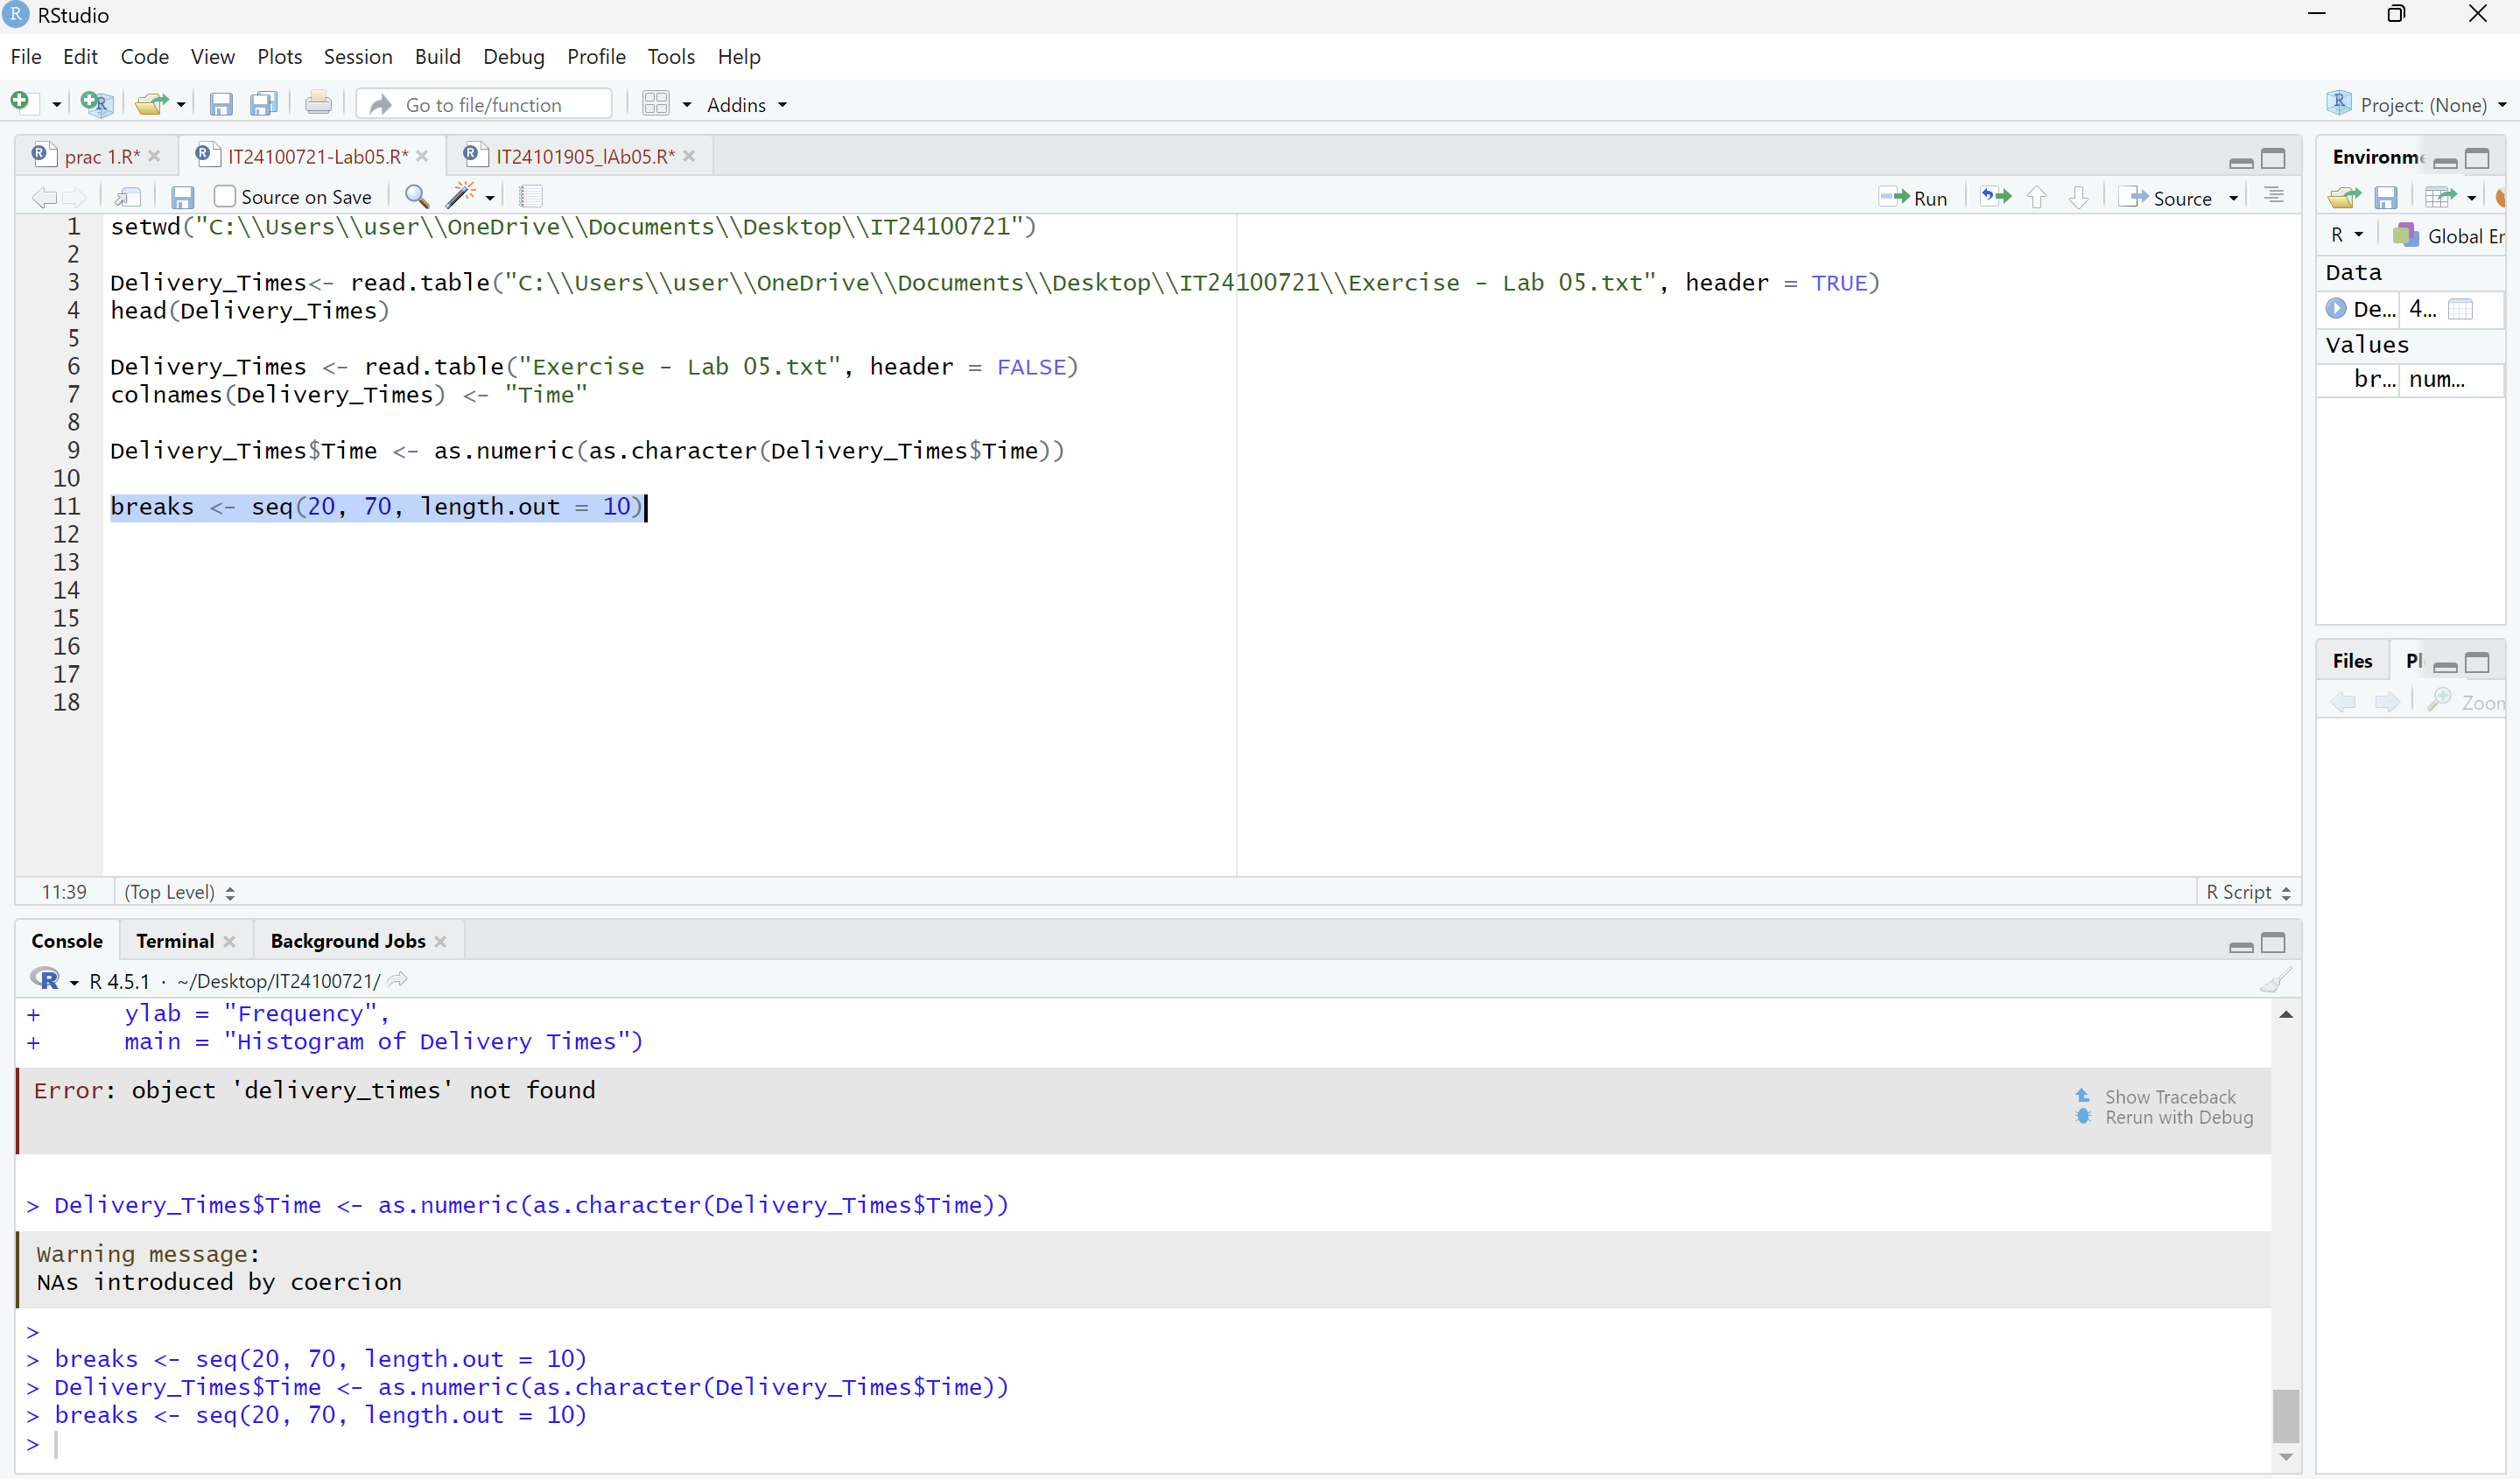 RStudio
File Edit Code View Plots Session Build Debug Profile Tools Help
Go to file/function Addins Project: (None)
prac 1.R* IT24100721-Lab05.R* IT24101905_lAb05.R*
Source on Save Run Source
1 setwd("C:\\Users\\user\\OneDrive\\Documents\\Desktop\\IT24100721")
2
3 Delivery_Times<- read.table("C:\\Users\\user\\OneDrive\\Documents\\Desktop\\IT24100721\\Exercise - Lab 05.txt", header = TRUE)
4 head(Delivery_Times)
5
6 Delivery_Times <- read.table("Exercise - Lab 05.txt", header = FALSE)
7 colnames(Delivery_Times) <- "Time"
8
9 Delivery_Times$Time <- as.numeric(as.character(Delivery_Times$Time))
10
11 breaks <- seq(20, 70, length.out = 10)
12
13
14
15
16
17
18
11:39 (Top Level) R Script
Console Terminal Background Jobs
R 4.5.1 · ~/Desktop/IT24100721/
+ ylab = "Frequency",
+ main = "Histogram of Delivery Times")
Error: object 'delivery_times' not found
Show Traceback
Rerun with Debug
> Delivery_Times$Time <- as.numeric(as.character(Delivery_Times$Time))
Warning message:
NAs introduced by coercion
>
> breaks <- seq(20, 70, length.out = 10)
> Delivery_Times$Time <- as.numeric(as.character(Delivery_Times$Time))
> breaks <- seq(20, 70, length.out = 10)
>
Environme
R Global Er
Data
De... 4...
Values
br... num...
Files Pl
Zoom